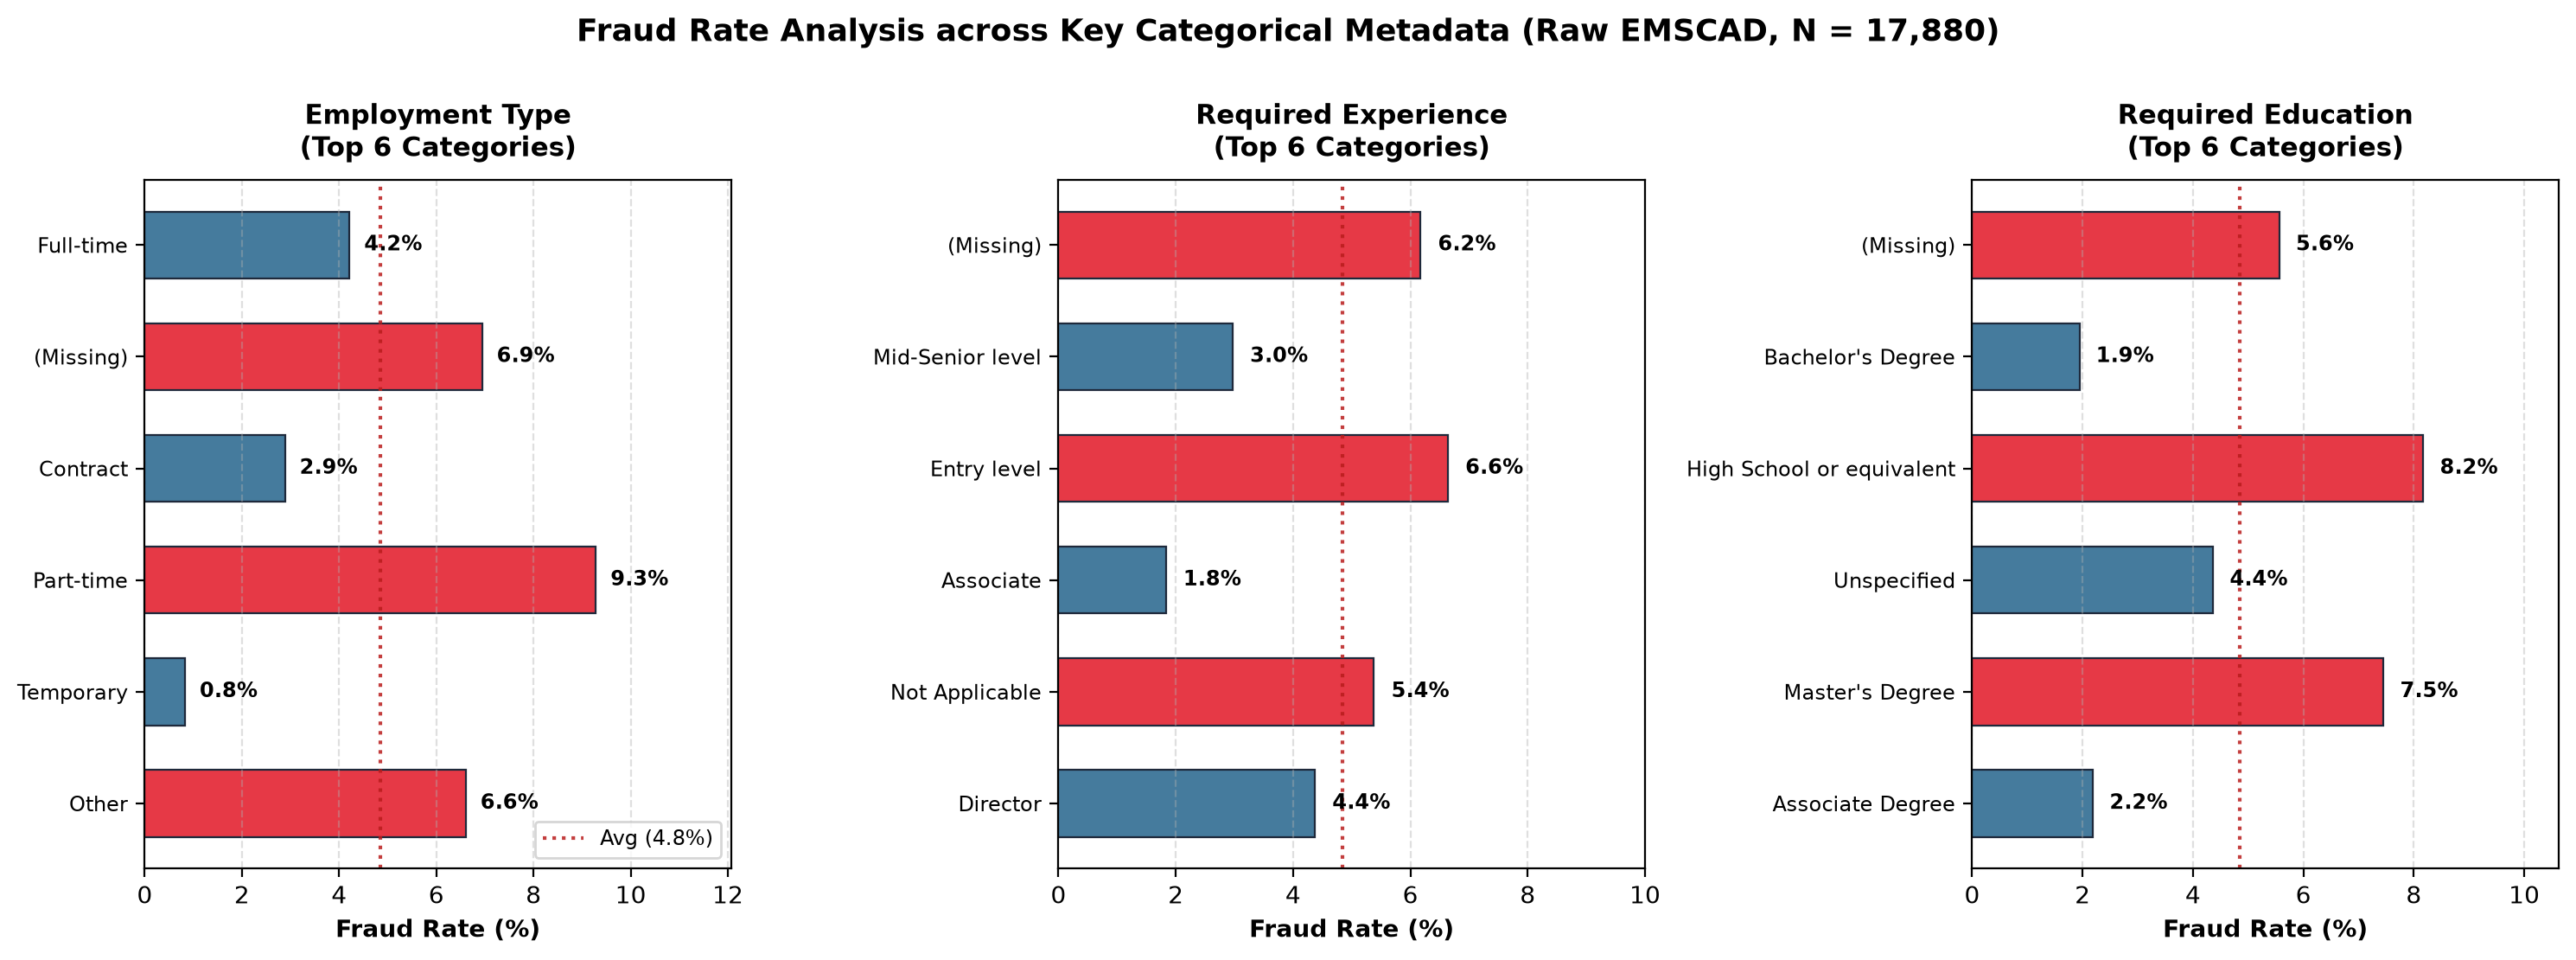 Fraud Rate Analysis across Key Categorical Metadata (Raw EMSCAD, N = 17,880)
Employment Type
(Top 6 Categories)
Full-time
4.2%
(Missing)
6.9%
Contract
2.9%
Part-time
9.3%
Temporary
0.8%
Other
6.6%
Avg (4.8%)
0 2 4 6 8 10 12
Fraud Rate (%)
Required Experience
(Top 6 Categories)
(Missing)
6.2%
Mid-Senior level
3.0%
Entry level
6.6%
Associate
1.8%
Not Applicable
5.4%
Director
4.4%
0 2 4 6 8 10
Fraud Rate (%)
Required Education
(Top 6 Categories)
(Missing)
5.6%
Bachelor's Degree
1.9%
High School or equivalent
8.2%
Unspecified
4.4%
Master's Degree
7.5%
Associate Degree
2.2%
0 2 4 6 8 10
Fraud Rate (%)